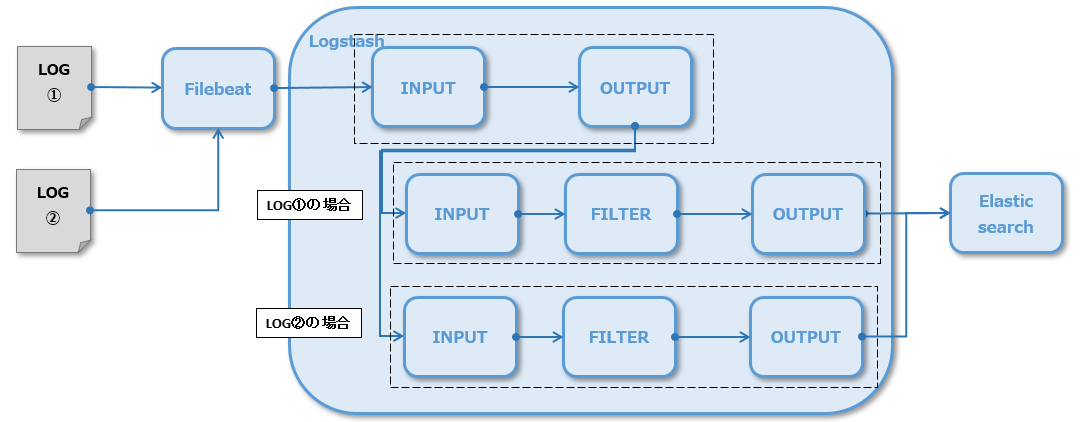 Logstash
LOG
①
Filebeat
INPUT
OUTPUT
LOG
②
LOG①の場合
INPUT
FILTER
OUTPUT
Elastic
search
LOG②の場合
INPUT
FILTER
OUTPUT